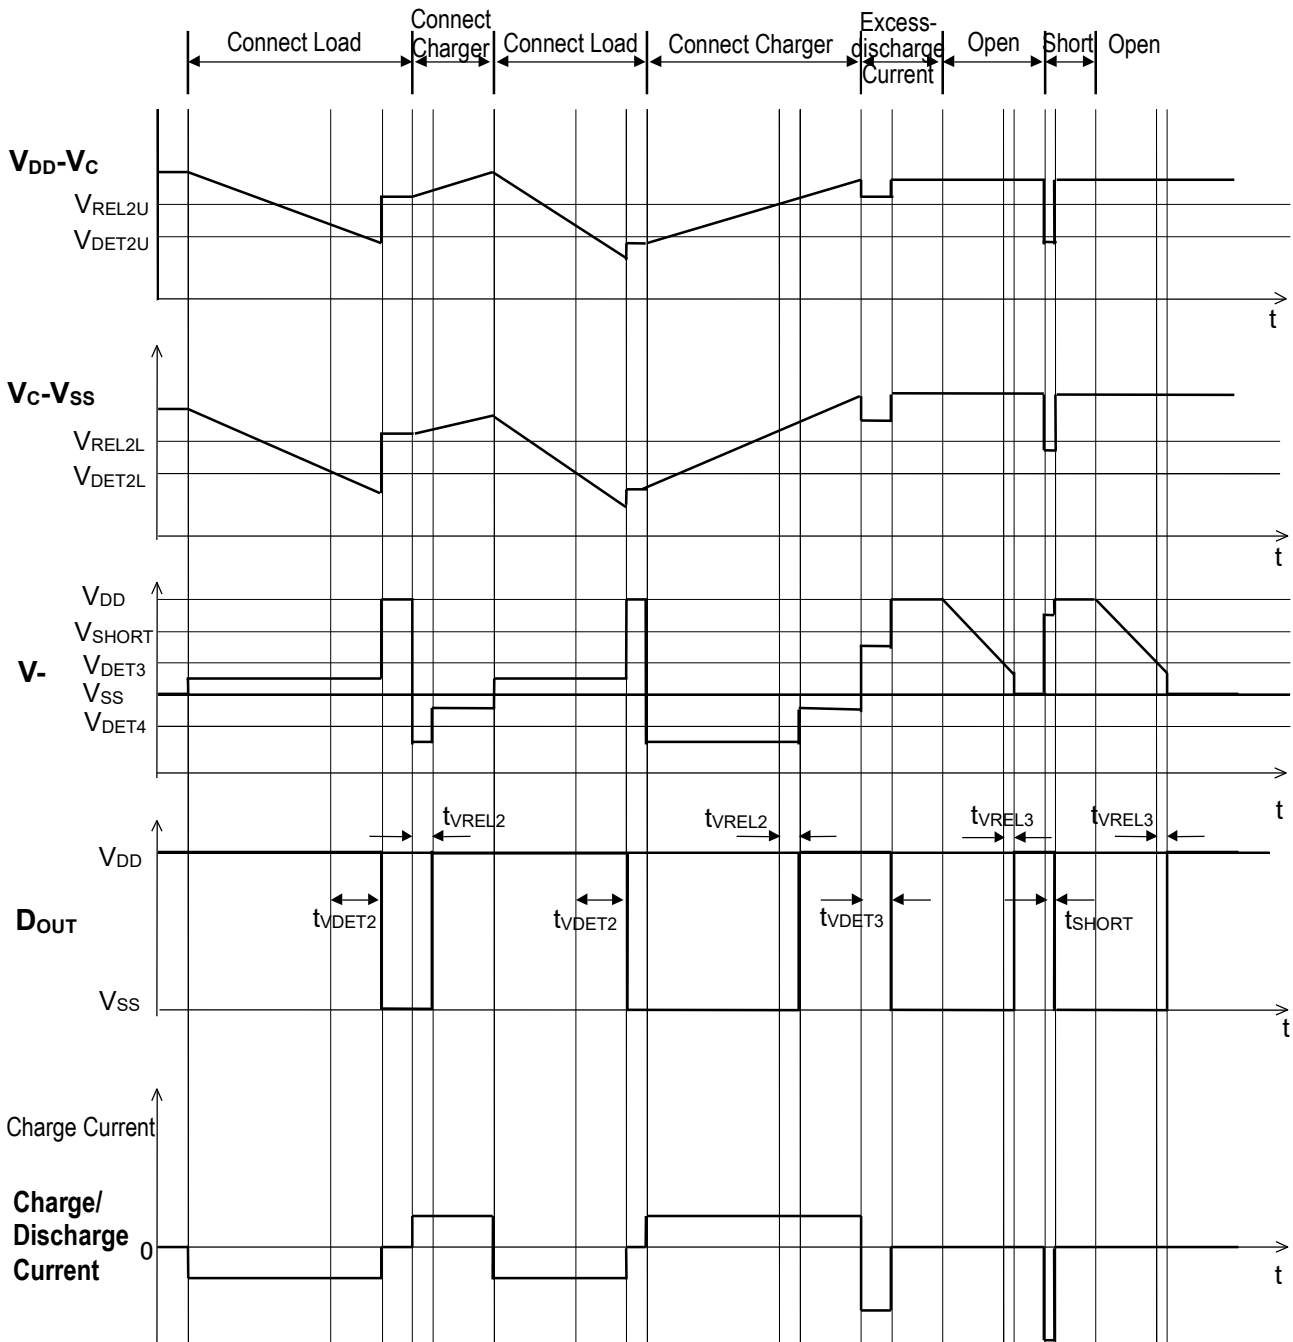 Connect Load
Connect
Charger
Connect Load
Connect Charger
Excess-
discharge
Current
Open
Short
Open
VDD-VC
VREL2U
VDET2U
t
VC-VSS
VREL2L
VDET2L
t
V-
VDD
VSHORT
VDET3
VSS
VDET4
t
DOUT
VDD
VSS
tVREL2
tVREL2
tVREL3
tVREL3
tVDET2
tVDET2
tVDET3
tSHORT
t
Charge Current
Charge/
Discharge
Current
0
t